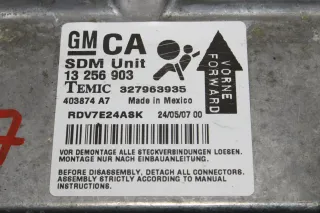 GM CA
SDM Unit
13 256 903
TEMIC 327963935
403874 A7 Made in Mexico
RDV7E24ASK 24/05/07 00
VORNE
FORWARD
VOR DEMONTAGE ALLE STECKVERBINDUNGEN LOESEN.
MONTAGE NUR NACH EINBAUANLEITUNG.
BEFORE DISASSEMBLY, DETACH ALL CONNECTORS.
ASSEMBLY STRICTLY ACCORDING TO MOUNTING
INSTRUCTIONS.